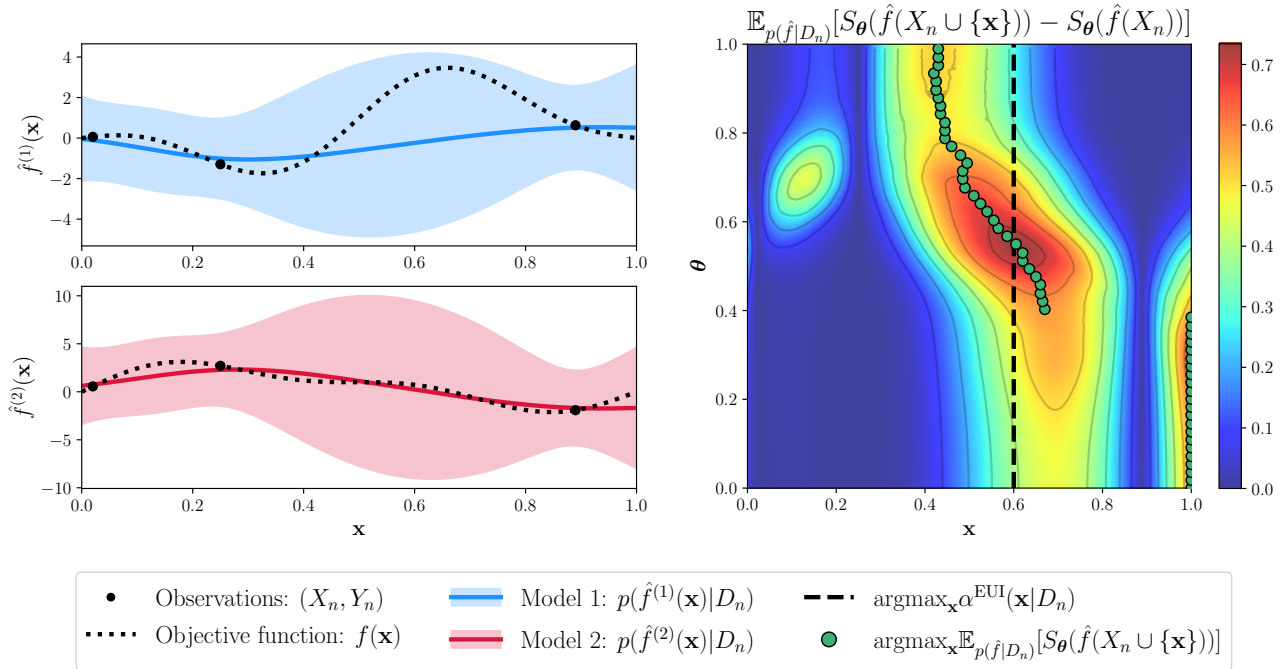 𝔼_{p(f̂|D_n)}[S_θ(f̂(X_n ∪ {x})) − S_θ(f̂(X_n))]
f̂^{(1)}(x)
4
2
0
−2
−4
0.0 0.2 0.4 0.6 0.8 1.0
f̂^{(2)}(x)
10
5
0
−5
−10
0.0 0.2 0.4 0.6 0.8 1.0
x
θ
1.0
0.8
0.6
0.4
0.2
0.0
0.0 0.2 0.4 0.6 0.8 1.0
x
0.7
0.6
0.5
0.4
0.3
0.2
0.1
0.0
Observations: (X_n, Y_n)
Objective function: f(x)
Model 1: p(f̂^{(1)}(x)|D_n)
Model 2: p(f̂^{(2)}(x)|D_n)
argmax_x α^{EUI}(x|D_n)
argmax_x 𝔼_{p(f̂|D_n)}[S_θ(f̂(X_n ∪ {x}))]